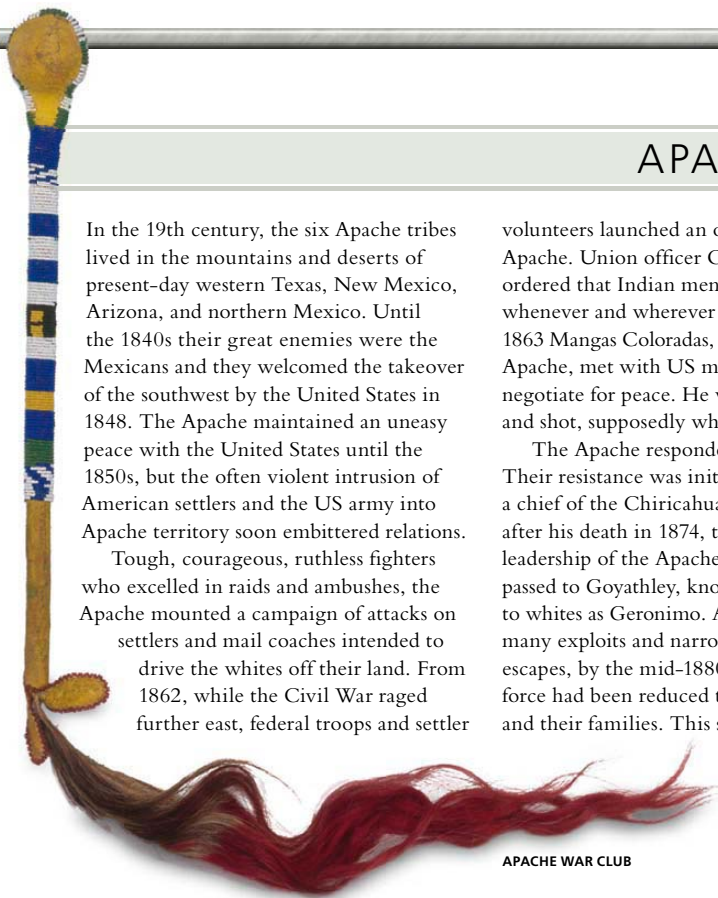 APA
In the 19th century, the six Apache tribes
lived in the mountains and deserts of
present-day western Texas, New Mexico,
Arizona, and northern Mexico. Until
the 1840s their great enemies were the
Mexicans and they welcomed the takeover
of the southwest by the United States in
1848. The Apache maintained an uneasy
peace with the United States until the
1850s, but the often violent intrusion of
American settlers and the US army into
Apache territory soon embittered relations.
Tough, courageous, ruthless fighters
who excelled in raids and ambushes, the
Apache mounted a campaign of attacks on
settlers and mail coaches intended to
drive the whites off their land. From
1862, while the Civil War raged
further east, federal troops and settler
volunteers launched an
Apache. Union officer
ordered that Indian men
whenever and wherever
1863 Mangas Coloradas,
Apache, met with US m
negotiate for peace. He
and shot, supposedly wh
The Apache responde
Their resistance was init
a chief of the Chiricahua
after his death in 1874, t
leadership of the Apache
passed to Goyathley, kno
to whites as Geronimo. A
many exploits and narro
escapes, by the mid-1880
force had been reduced t
and their families. This s
APACHE WAR CLUB